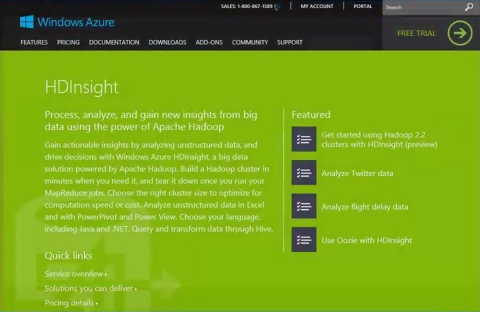 SALES: 1-800-867-1389
MY ACCOUNT
PORTAL
Search
Windows Azure
FREE TRIAL
FEATURES PRICING DOCUMENTATION DOWNLOADS ADD-ONS COMMUNITY SUPPORT
HDInsight
Process, analyze, and gain new insights from big
data using the power of Apache Hadoop
Gain actionable insights by analyzing unstructured data, and
drive decisions with Windows Azure HDInsight, a big data
solution powered by Apache Hadoop. Build a Hadoop cluster in
minutes when you need it, and tear it down once you run your
MapReduce jobs. Choose the right cluster size to optimize for
computation speed or cost. Analyze unstructured data in Excel
and with PowerPivot and Power View. Choose your language,
including Java and .NET. Query and transform data through Hive.
Quick links
Service overview
Solutions you can deliver
Pricing details
Featured
Get started using Hadoop 2.2
clusters with HDInsight (preview)
Analyze Twitter data
Analyze flight delay data
Use Oozie with HDInsight